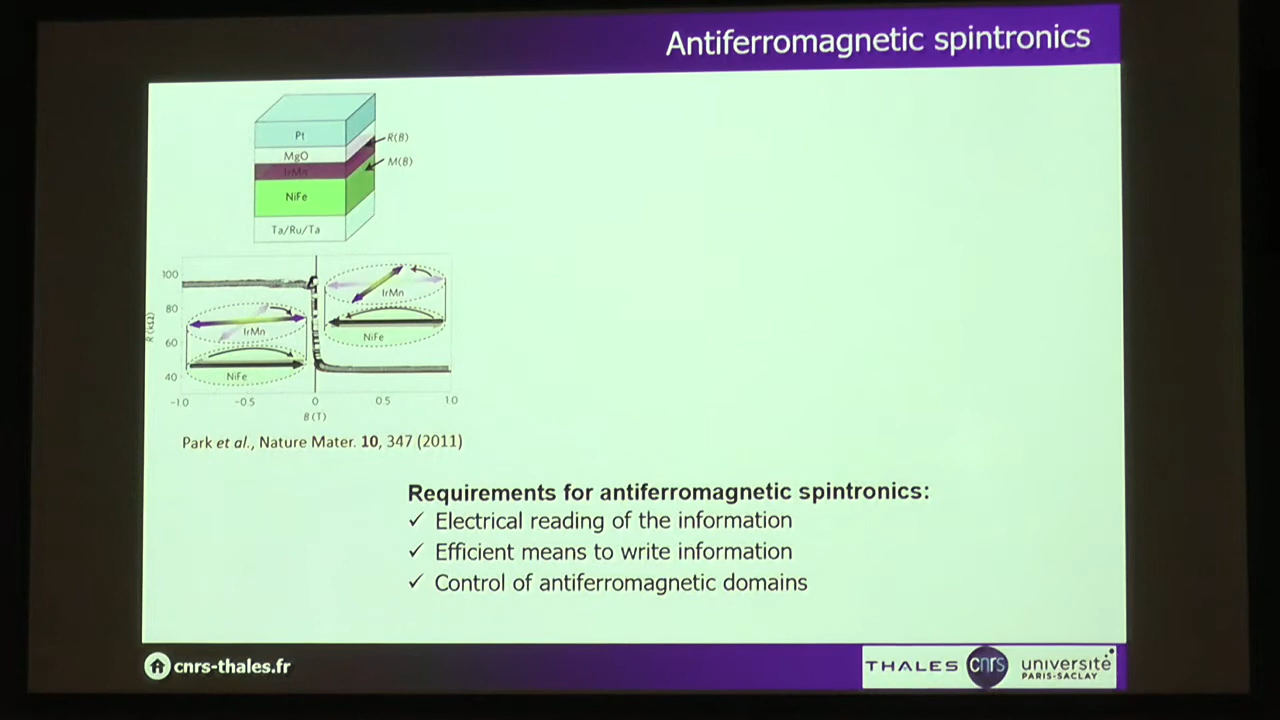 Antiferromagnetic spintronics
Pt
MgO
IrMn
NiFe
Ta/Ru/Ta
R(B)
M(B)
100
80
60
40
R (kΩ)
IrMn
NiFe
IrMn
NiFe
-1.0
-0.5
0
0.5
1.0
B (T)
Park et al., Nature Mater. 10, 347 (2011)
Requirements for antiferromagnetic spintronics:
✓ Electrical reading of the information
✓ Efficient means to write information
✓ Control of antiferromagnetic domains
cnrs-thales.fr
THALES
cnrs
université
PARIS-SACLAY